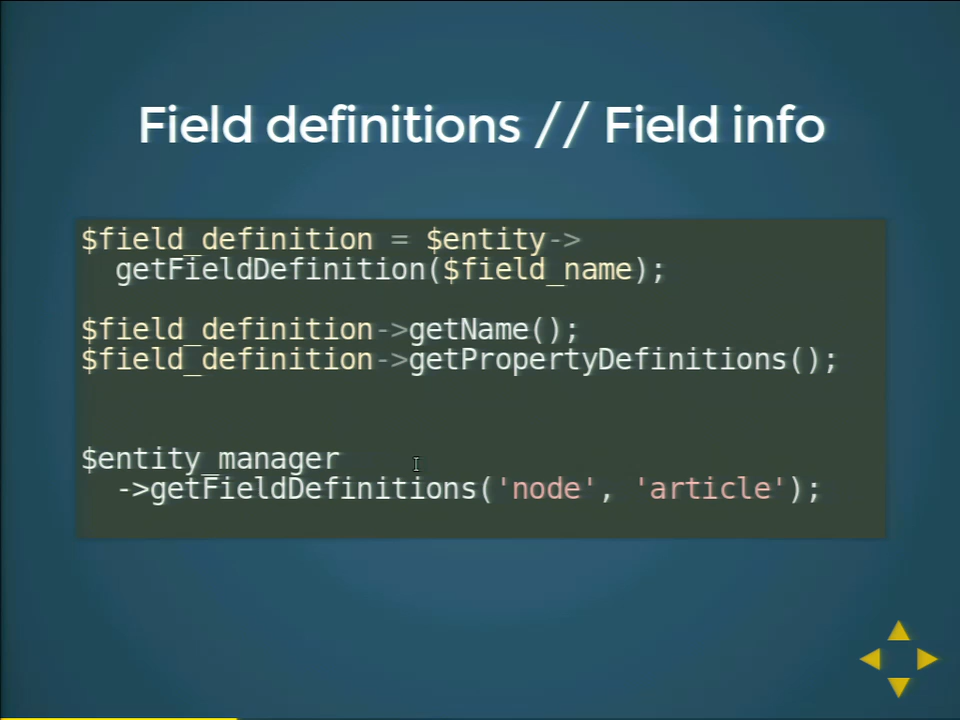 Field definitions // Field info
$field_definition = $entity->
getFieldDefinition($field_name);
$field_definition->getName();
$field_definition->getPropertyDefinitions();
$entity_manager
->getFieldDefinitions('node', 'article');